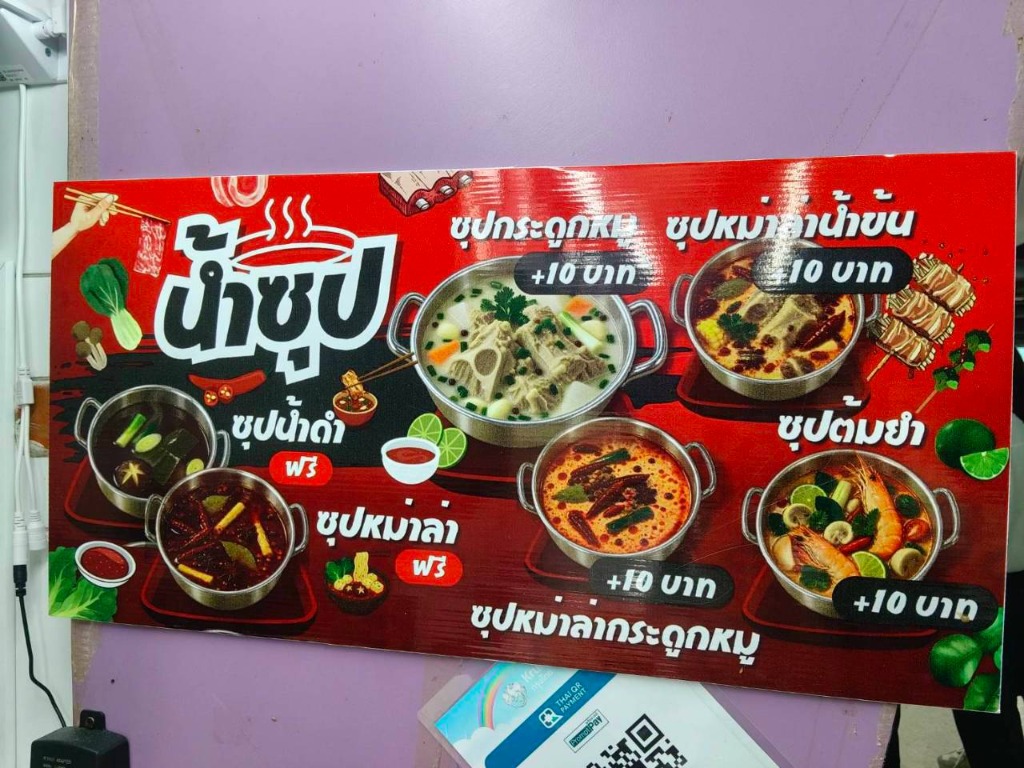 น้ำซุป
ซุปกระดูกหมู
+10 บาท
ซุปหม่าล่าน้ำข้น
+10 บาท
ซุปน้ำดำ
ฟรี
ซุปหม่าล่า
ฟรี
ซุปต้มยำ
+10 บาท
+10 บาท
ซุปหม่าล่ากระดูกหมู
THAI QR
PAYMENT
PromptPay